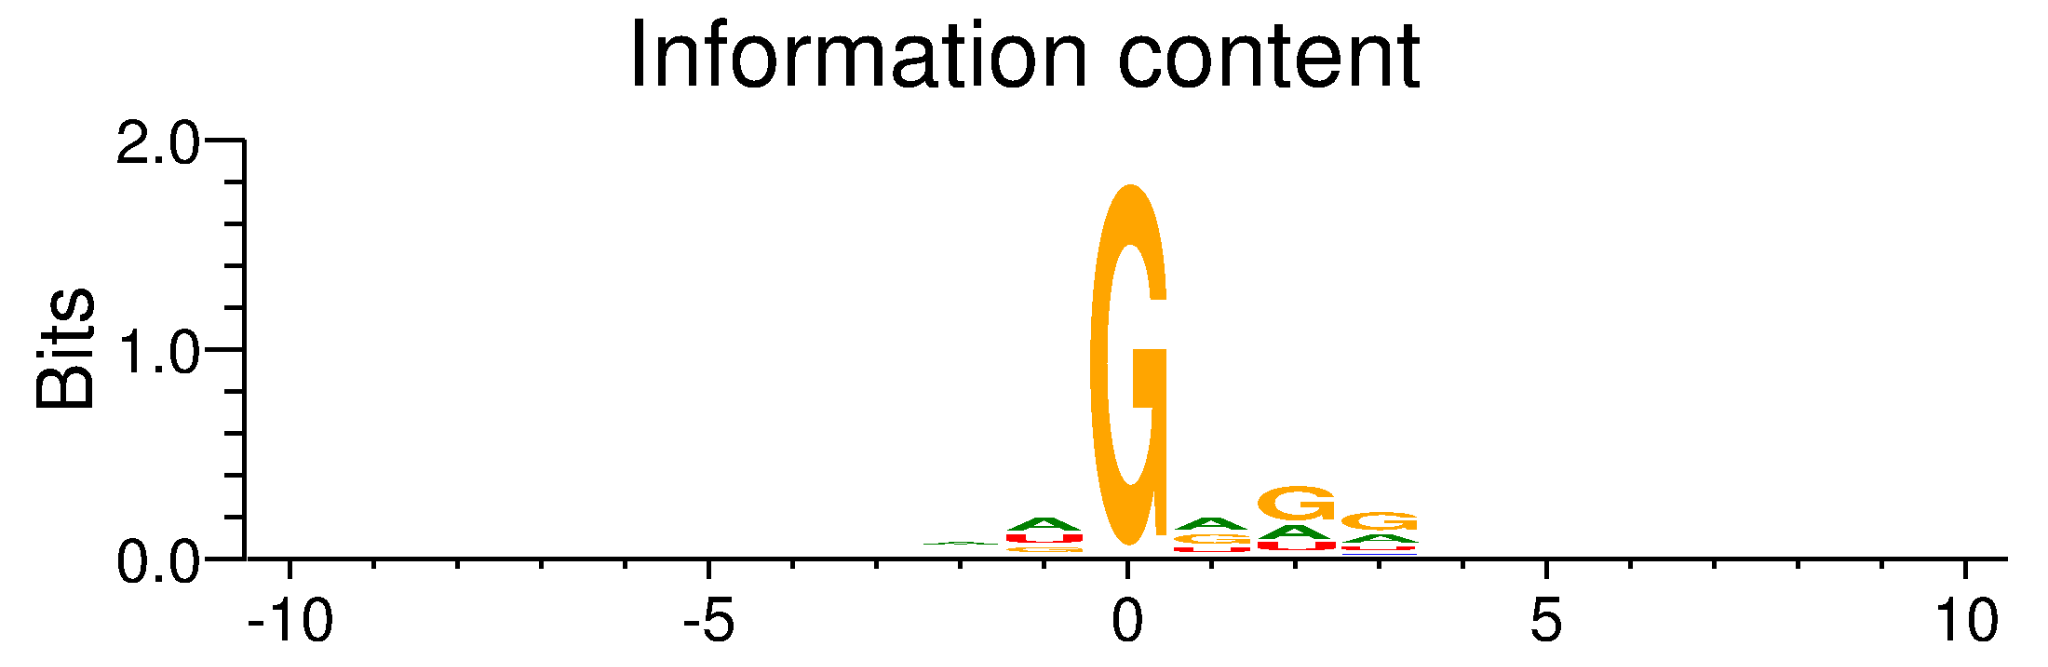 Information content
2.0
1.0
0.0
Bits
A
A
U
G
G
A
G
U
G
A
U
G
A
U
-10
-5
0
5
10